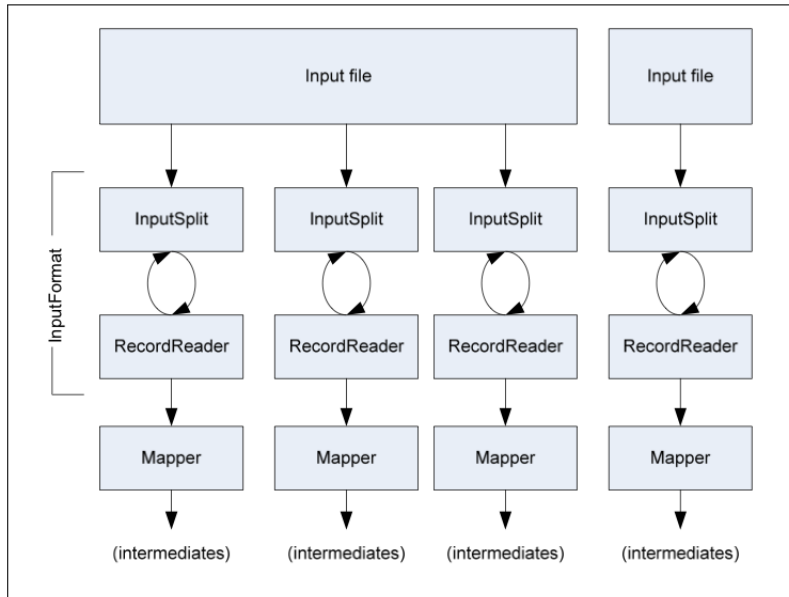 Input file
Input file
InputFormat
InputSplit
InputSplit
InputSplit
InputSplit
RecordReader
RecordReader
RecordReader
RecordReader
Mapper
Mapper
Mapper
Mapper
(intermediates)
(intermediates)
(intermediates)
(intermediates)